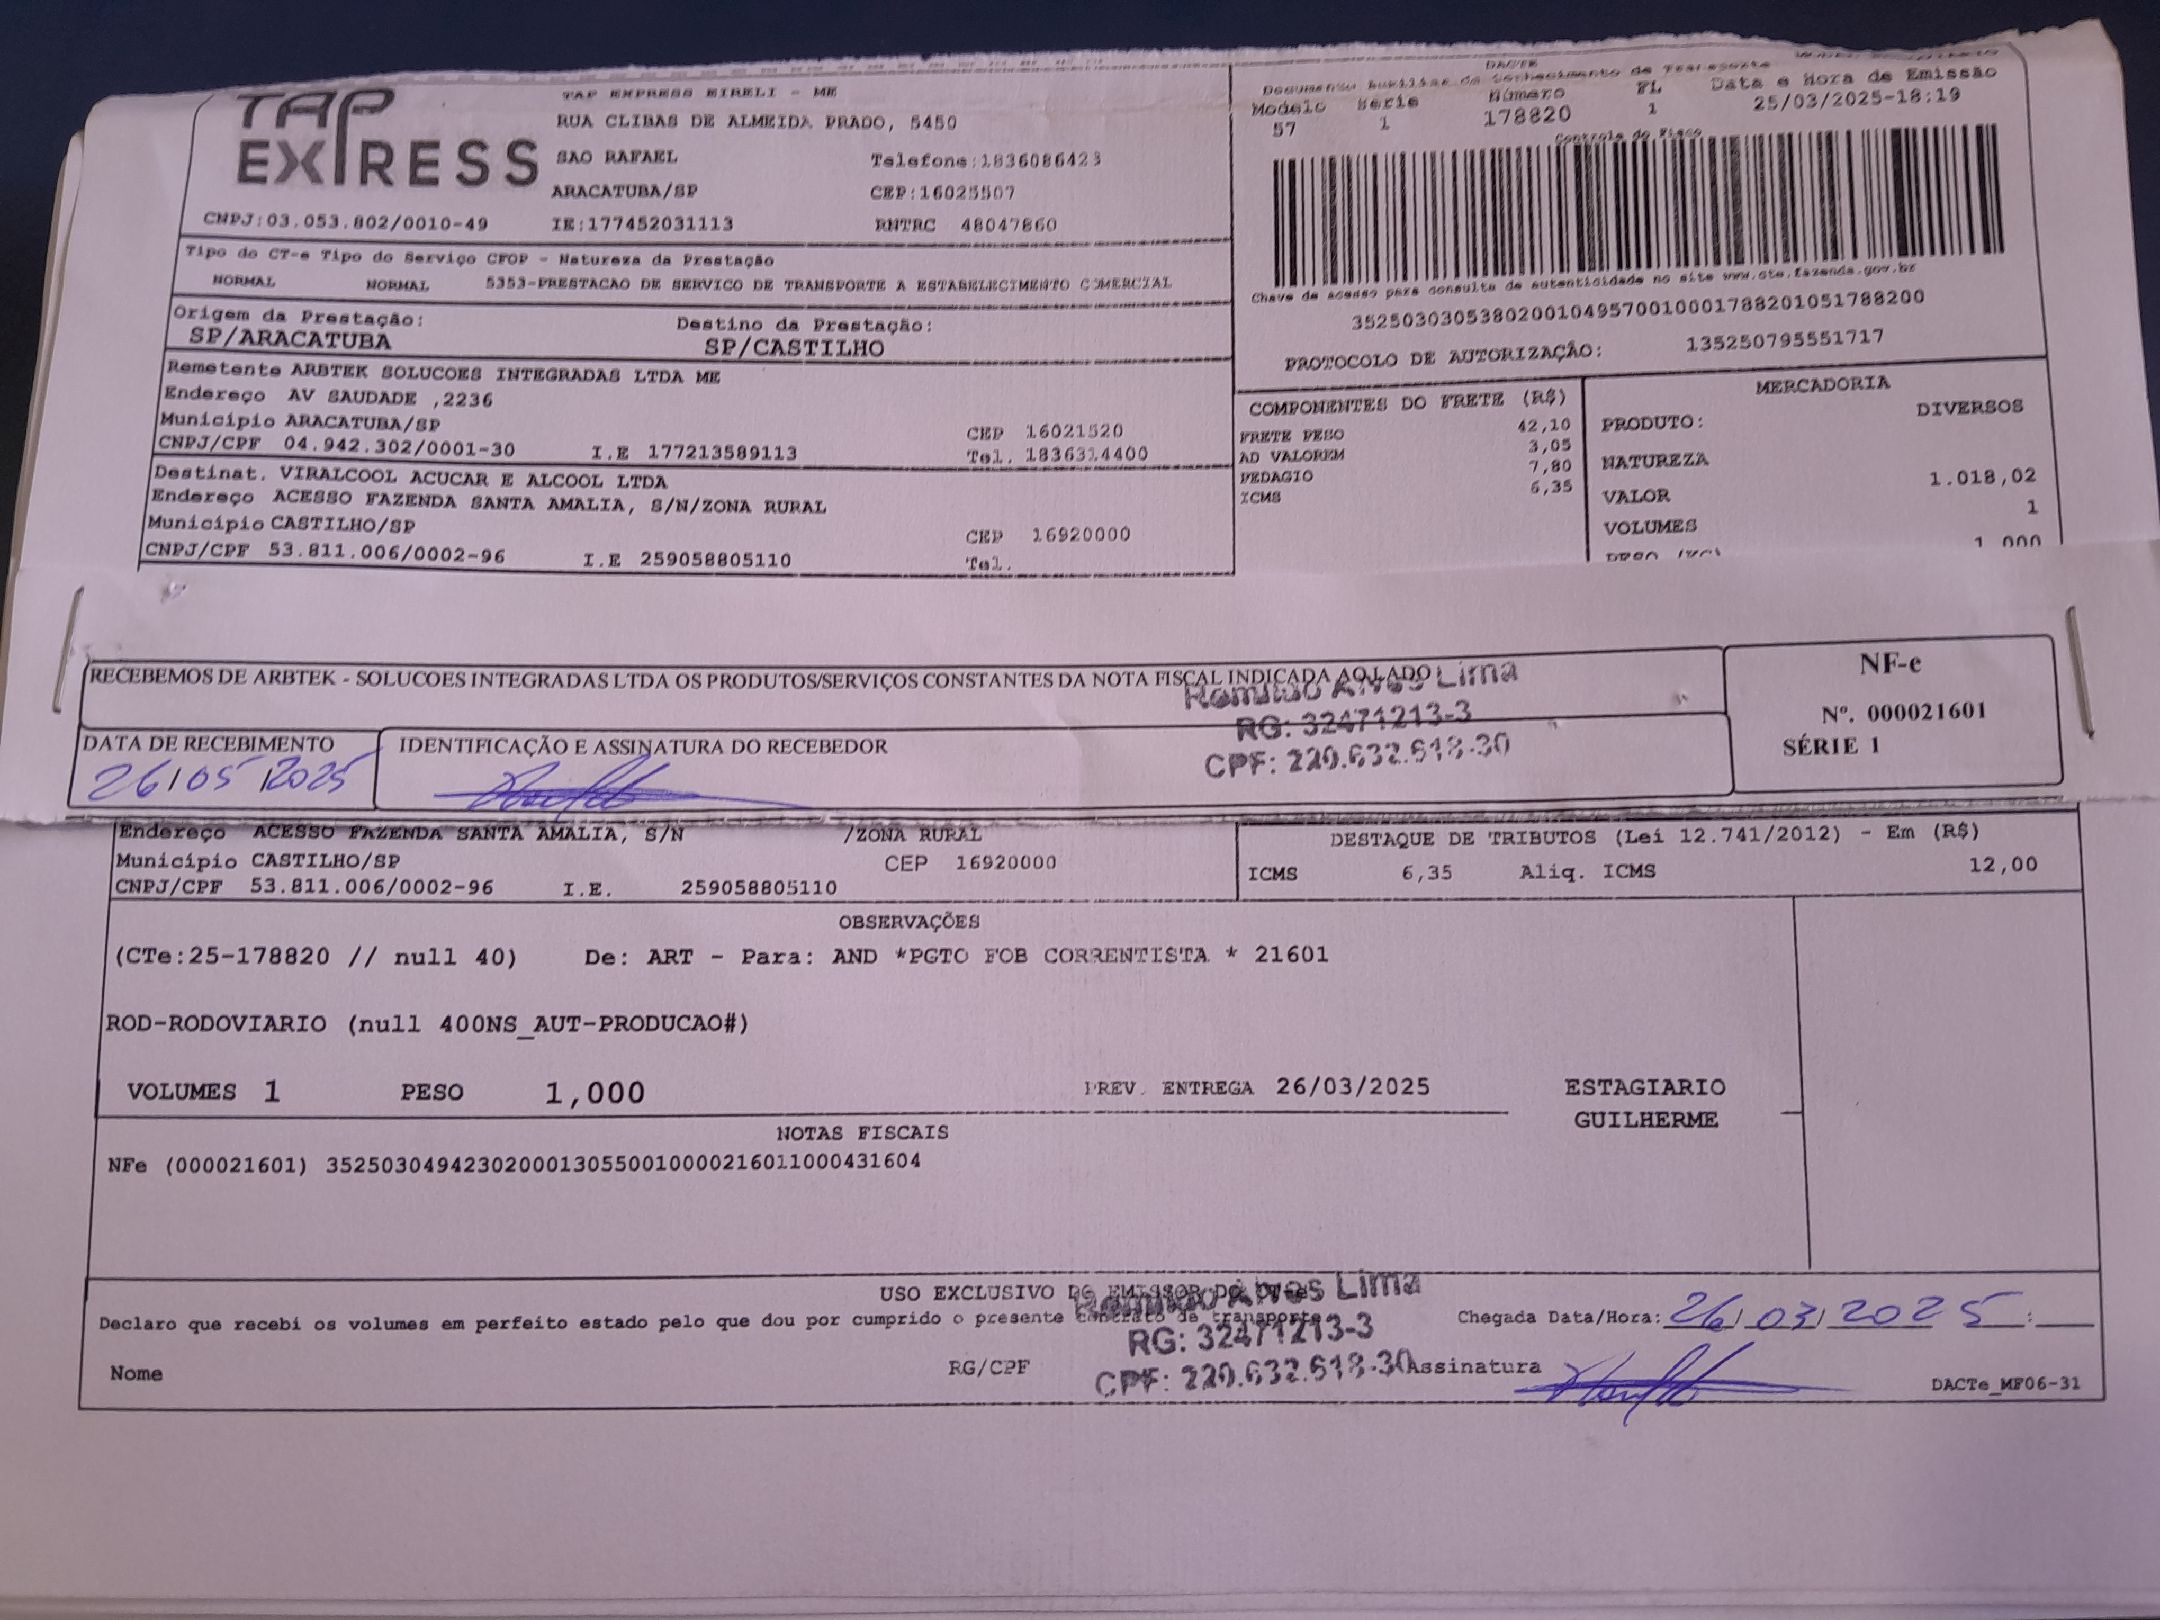 TAP
EXPRESS
TAP EXPRESS EIRELI - ME
RUA CLIBAS DE ALMEIDA PRADO, 5450
SAO RAFAEL Telefone:1836086423
ARACATUBA/SP CEP:16025507
CNPJ:03.053.802/0010-49 IE:177452031113 RNTRC 48047860
DACTE
Documento Auxiliar do Conhecimento de Transporte
Modelo Serie Número FL Data e Hora de Emissão
57 1 178820 1 25/03/2025-18:19
Controle do Fisco
Chave de acesso para consulta de autenticidade no site www.cte.fazenda.gov.br
35250303053802001049570010001788201051788200
PROTOCOLO DE AUTORIZAÇÃO: 135250795551717
Tipo do CT-e Tipo do Serviço CFOP - Natureza da Prestação
NORMAL NORMAL 5353-PRESTACAO DE SERVICO DE TRANSPORTE A ESTABELECIMENTO COMERCIAL
Origem da Prestação: Destino da Prestação:
SP/ARACATUBA SP/CASTILHO
Remetente ARBTEK SOLUCOES INTEGRADAS LTDA ME
Endereço AV SAUDADE ,2236
Município ARACATUBA/SP CEP 16021520
CNPJ/CPF 04.942.302/0001-30 I.E 177213589113 Tel. 1836314400
Destinat. VIRALCOOL ACUCAR E ALCOOL LTDA
Endereço ACESSO FAZENDA SANTA AMALIA, S/N/ZONA RURAL
Município CASTILHO/SP CEP 16920000
CNPJ/CPF 53.811.006/0002-96 I.E 259058805110 Tel.
COMPONENTES DO FRETE (R$)
FRETE PESO 42,10
AD VALOREM 3,05
PEDAGIO 7,80
ICMS 6,35
MERCADORIA
PRODUTO: DIVERSOS
NATUREZA
VALOR 1.018,02
VOLUMES 1
PESO (KG) 1,000
RECEBEMOS DE ARBTEK - SOLUCOES INTEGRADAS LTDA OS PRODUTOS/SERVIÇOS CONSTANTES DA NOTA FISCAL INDICADA AO LADO
Romildo Alves Lima
RG: 32471213-3
CPF: 220.632.618-30
NF-e
Nº. 000021601
SÉRIE 1
DATA DE RECEBIMENTO IDENTIFICAÇÃO E ASSINATURA DO RECEBEDOR
26/05/2025
Endereço ACESSO FAZENDA SANTA AMALIA, S/N /ZONA RURAL
Município CASTILHO/SP CEP 16920000
CNPJ/CPF 53.811.006/0002-96 I.E. 259058805110
DESTAQUE DE TRIBUTOS (Lei 12.741/2012) - Em (R$)
ICMS 6,35 Aliq. ICMS 12,00
OBSERVAÇÕES
(CTe:25-178820 // null 40) De: ART - Para: AND *PGTO FOB CORRENTISTA * 21601
ROD-RODOVIARIO (null 400NS_AUT-PRODUCAO#)
VOLUMES 1 PESO 1,000 PREV. ENTREGA 26/03/2025 ESTAGIARIO
GUILHERME
NOTAS FISCAIS
NFe (000021601) 35250304942302000130550010000216011000431604
USO EXCLUSIVO DO EMISSOR DO CT-e
Declaro que recebi os volumes em perfeito estado pelo que dou por cumprido o presente contrato de transporte
Romildo Alves Lima
RG: 32471213-3
CPF: 220.632.618-30
Chegada Data/Hora: 26/03/2025 :
Nome RG/CPF Assinatura
DACTe_MF06-31